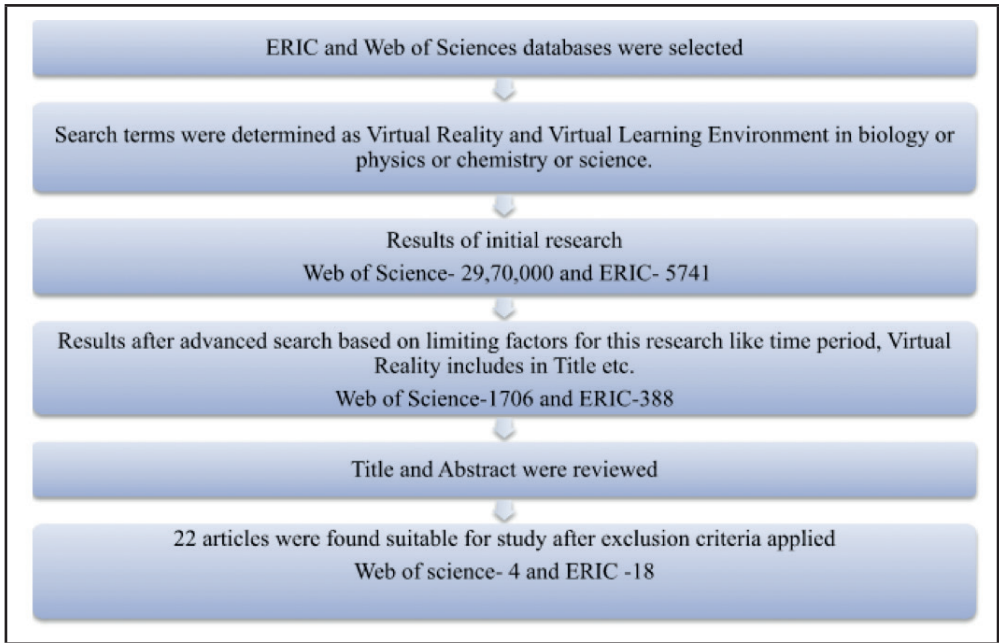 ERIC and Web of Sciences databases were selected
Search terms were determined as Virtual Reality and Virtual Learning Environment in biology or
physics or chemistry or science.
Results of initial research
Web of Science- 29,70,000 and ERIC- 5741
Results after advanced search based on limiting factors for this research like time period, Virtual
Reality includes in Title etc.
Web of Science-1706 and ERIC-388
Title and Abstract were reviewed
22 articles were found suitable for study after exclusion criteria applied
Web of science- 4 and ERIC -18